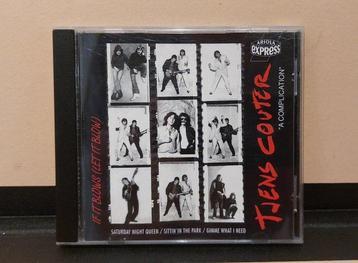 ARIOLA
express
TJENS COUTER
"A COMPLICATION"
IF IT BLOWS (LET IT BLOW)
SATURDAY NIGHT QUEEN / SITTIN' IN THE PARK / GIMME WHAT I NEED